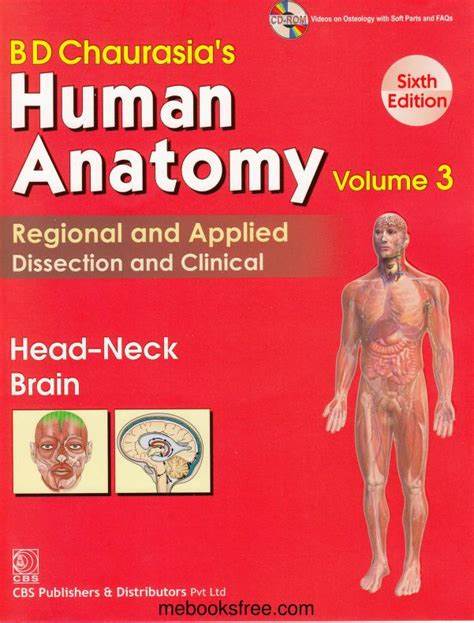 CD-ROM
Videos on Osteology with Soft Parts and FAQs
B D Chaurasia's
Human
Anatomy
Volume 3
Sixth
Edition
Regional and Applied
Dissection and Clinical
Head–Neck
Brain
CBS
CBS Publishers & Distributors Pvt Ltd
mebooksfree.com